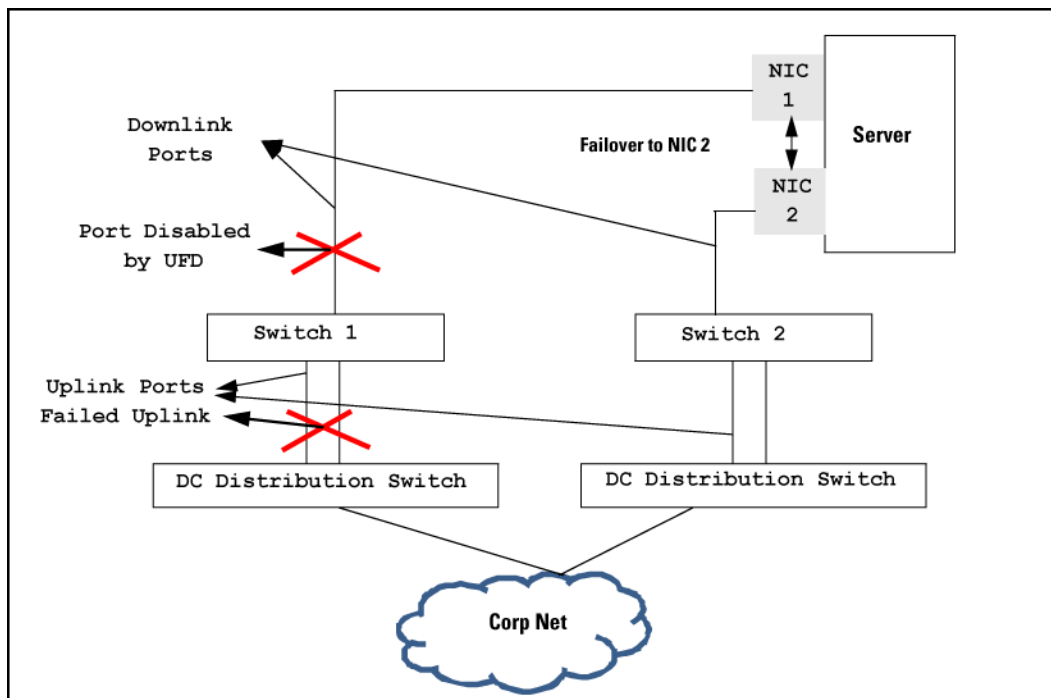 NIC
1
Downlink
Ports
Failover to NIC 2
Server
NIC
2
Port Disabled
by UFD
Switch 1
Switch 2
Uplink Ports
Failed Uplink
DC Distribution Switch
DC Distribution Switch
Corp Net